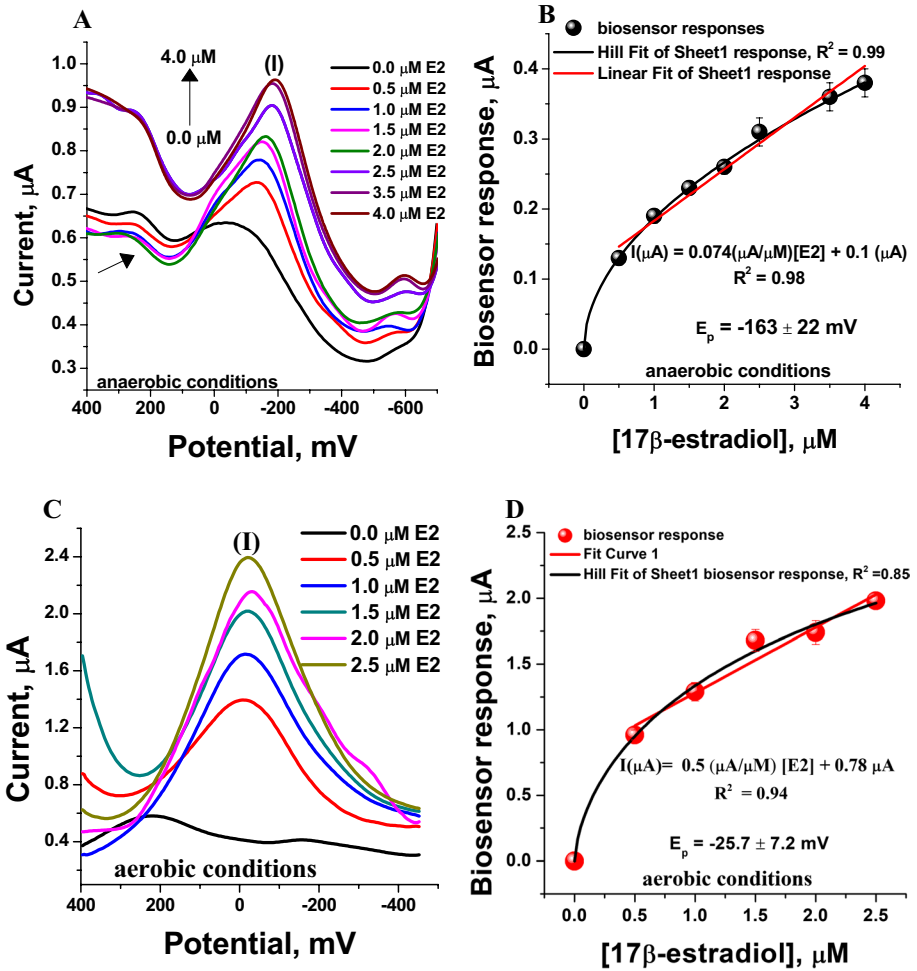 A
4.0 μM
0.0 μM
(I)
0.0 μM E2
0.5 μM E2
1.0 μM E2
1.5 μM E2
2.0 μM E2
2.5 μM E2
3.5 μM E2
4.0 μM E2
1.0
0.9
0.8
0.7
0.6
0.5
0.4
0.3
Current, μA
anaerobic conditions
400 200 0 -200 -400 -600
Potential, mV
B
biosensor responses
Hill Fit of Sheet1 response, R² = 0.99
Linear Fit of Sheet1 response
0.4
0.3
0.2
0.1
0.0
Biosensor response, μA
I(μA) = 0.074(μA/μM)[E2] + 0.1 (μA)
R² = 0.98
Eₚ = -163 ± 22 mV
anaerobic conditions
0 1 2 3 4
[17β-estradiol], μM
C
(I)
0.0 μM E2
0.5 μM E2
1.0 μM E2
1.5 μM E2
2.0 μM E2
2.5 μM E2
2.4
2.0
1.6
1.2
0.8
0.4
Current, μA
aerobic conditions
400 200 0 -200 -400
Potential, mV
D
biosensor response
Fit Curve 1
Hill Fit of Sheet1 biosensor response, R² =0.85
2.5
2.0
1.5
1.0
0.5
0.0
Biosensor response, μA
I(μA)= 0.5 (μA/μM) [E2] + 0.78 μA
R² = 0.94
Eₚ = -25.7 ± 7.2 mV
aerobic conditions
0.0 0.5 1.0 1.5 2.0 2.5
[17β-estradiol], μM